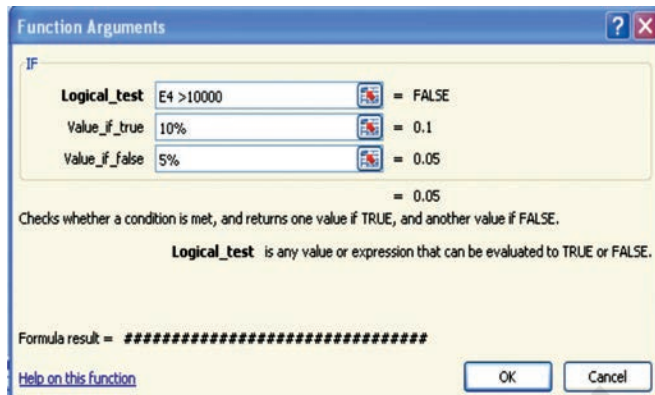 Function Arguments
IF
Logical_test E4 >10000 = FALSE
Value_if_true 10% = 0.1
Value_if_false 5% = 0.05
= 0.05
Checks whether a condition is met, and returns one value if TRUE, and another value if FALSE.
Logical_test is any value or expression that can be evaluated to TRUE or FALSE.
Formula result = ################################
Help on this function OK Cancel